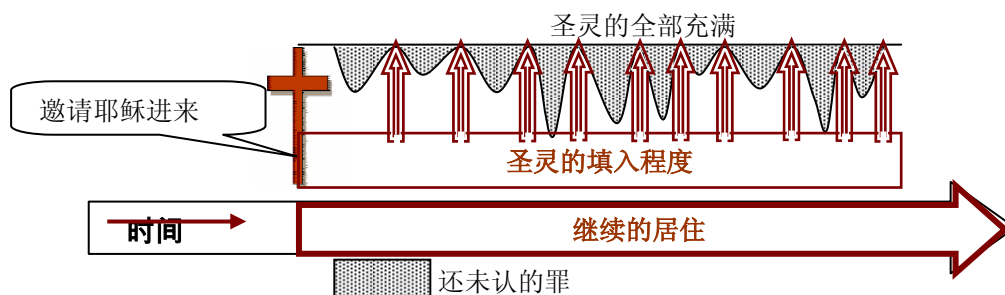 圣灵的全部充满
邀请耶稣进来
圣灵的填入程度
时间
继续的居住
还未认的罪